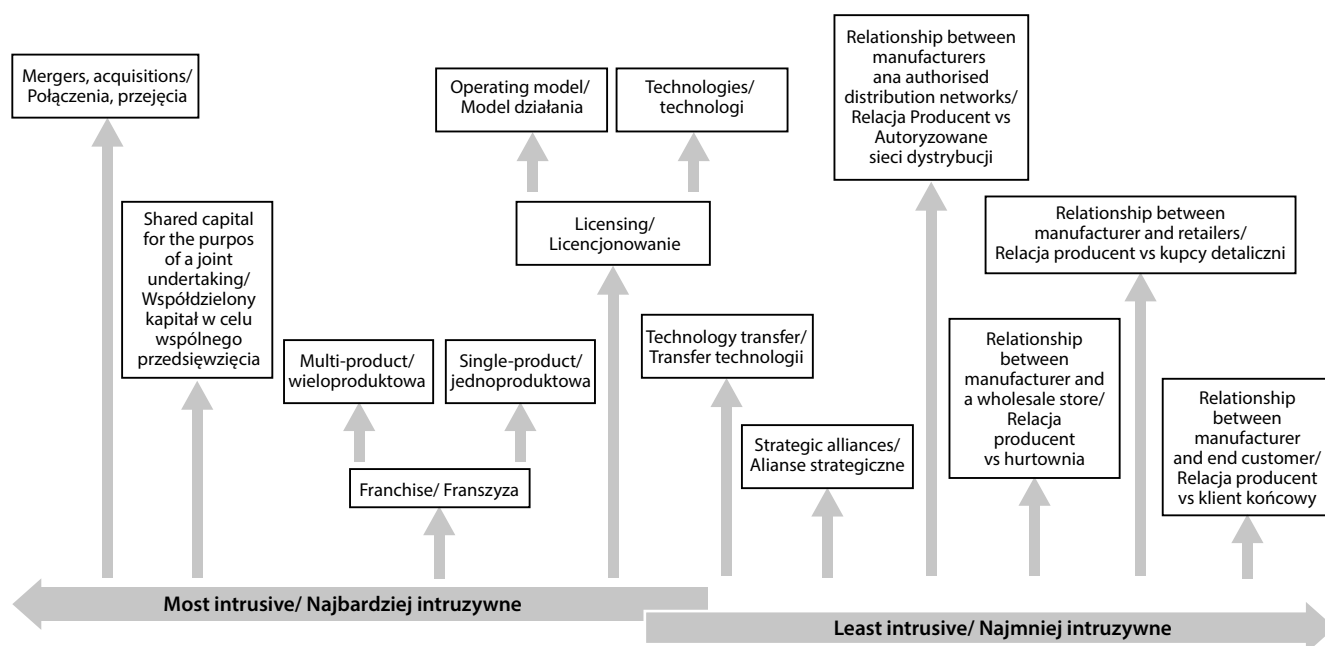 Mergers, acquisitions/
Połączenia, przejęcia
Shared capital
for the purpos
of a joint
undertaking/
Współdzielony
kapitał w celu
wspólnego
przedsięwzięcia
Multi-product/
wieloproduktowa
Single-product/
jednoproduktowa
Franchise/ Franszyza
Operating model/
Model działania
Technologies/
technologi
Licensing/
Licencjonowanie
Technology transfer/
Transfer technologii
Strategic alliances/
Alianse strategiczne
Relationship between
manufacturers
ana authorised
distribution networks/
Relacja Producent vs
Autoryzowane
sieci dystrybucji
Relationship
between
manufacturer and
a wholesale store/
Relacja
producent
vs hurtownia
Relationship between
manufacturer and retailers/
Relacja producent vs kupcy detaliczni
Relationship
between
manufacturer
and end customer/
Relacja producent
vs klient końcowy
Most intrusive/ Najbardziej intruzywne
Least intrusive/ Najmniej intruzywne